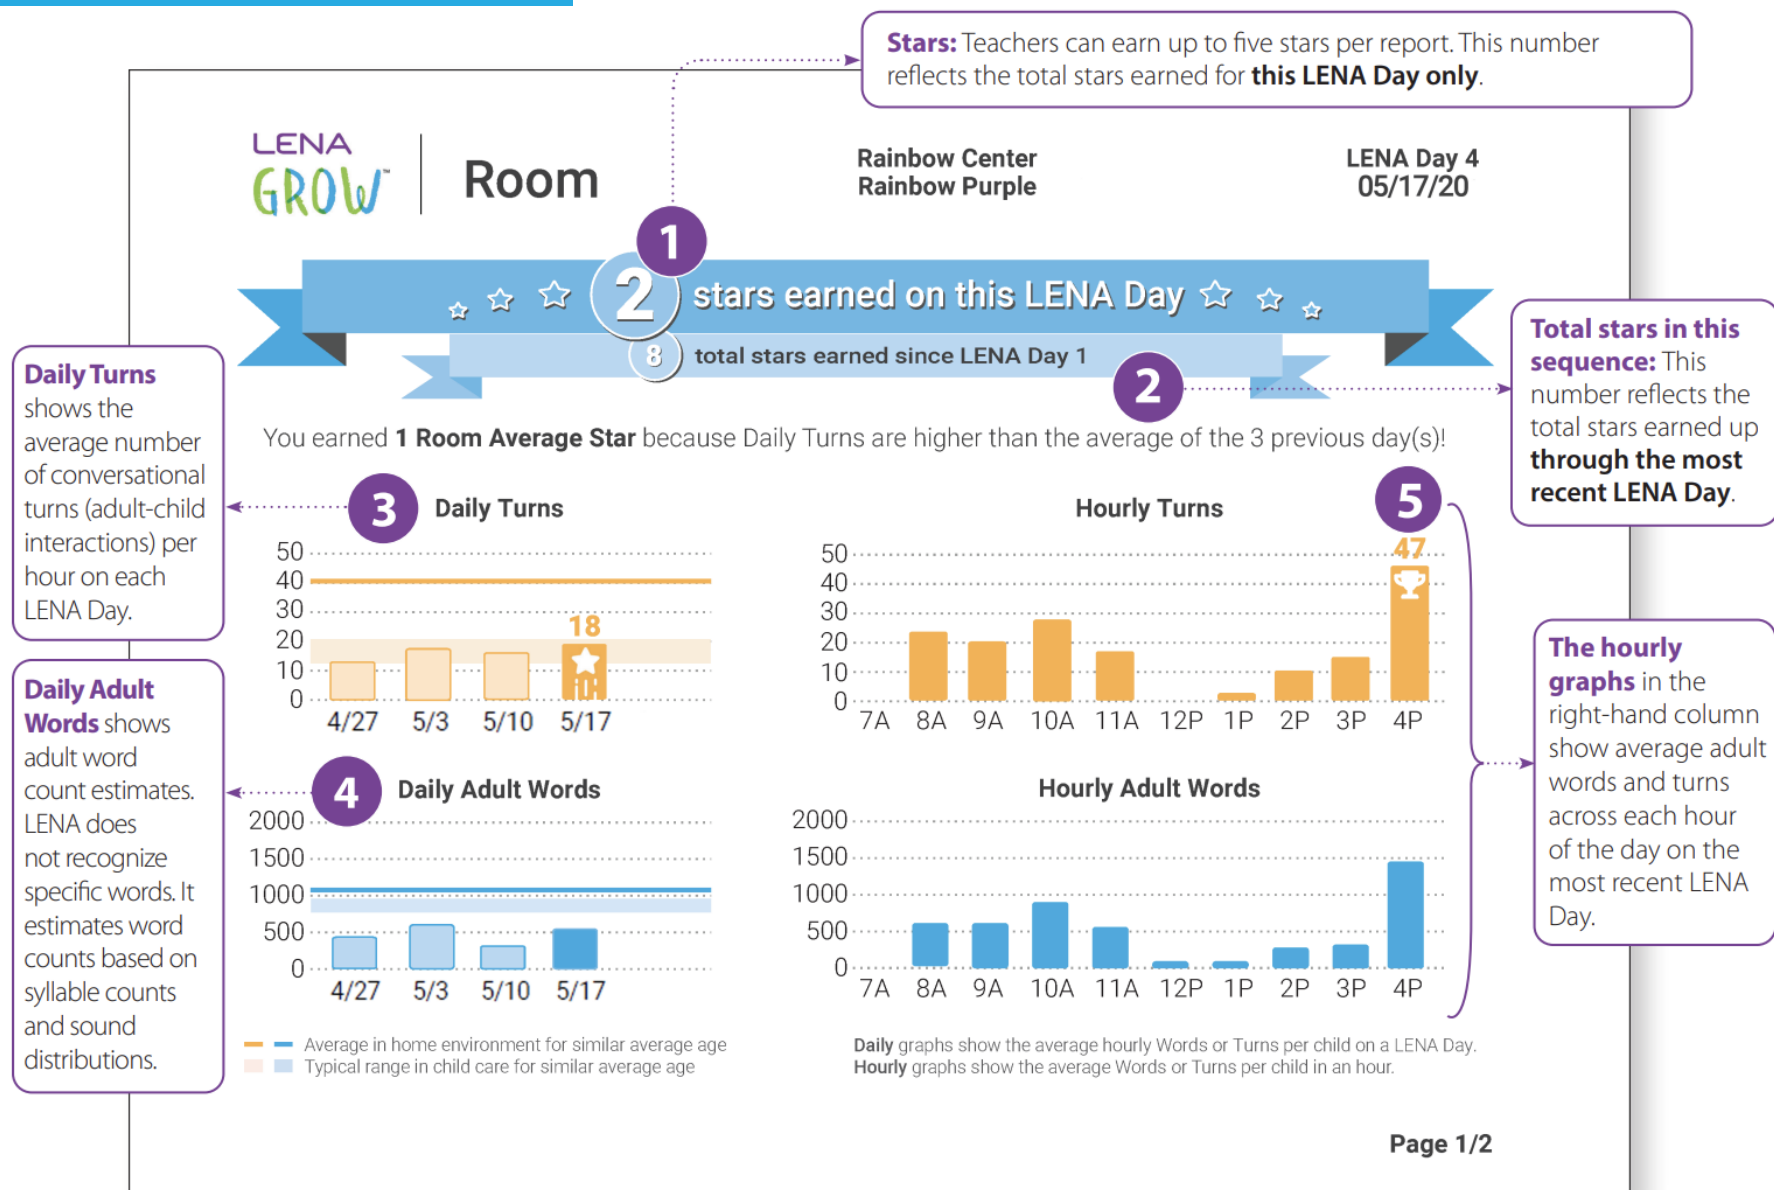 Stars: Teachers can earn up to five stars per report. This number
reflects the total stars earned for this LENA Day only.
LENA
GROW™
Room
Rainbow Center
Rainbow Purple
LENA Day 4
05/17/20
1
2 stars earned on this LENA Day
8 total stars earned since LENA Day 1
2
Total stars in this
sequence: This
number reflects the
total stars earned up
through the most
recent LENA Day.
You earned 1 Room Average Star because Daily Turns are higher than the average of the 3 previous day(s)!
Daily Turns
shows the
average number
of conversational
turns (adult-child
interactions) per
hour on each
LENA Day.
3
Daily Turns
50
40
30
20
10
0
18
4/27 5/3 5/10 5/17
Hourly Turns
5
50
40
30
20
10
0
47
7A 8A 9A 10A 11A 12P 1P 2P 3P 4P
Daily Adult
Words shows
adult word
count estimates.
LENA does
not recognize
specific words. It
estimates word
counts based on
syllable counts
and sound
distributions.
4
Daily Adult Words
2000
1500
1000
500
0
4/27 5/3 5/10 5/17
Hourly Adult Words
2000
1500
1000
500
0
7A 8A 9A 10A 11A 12P 1P 2P 3P 4P
The hourly
graphs in the
right-hand column
show average adult
words and turns
across each hour
of the day on the
most recent LENA
Day.
Average in home environment for similar average age
Typical range in child care for similar average age
Daily graphs show the average hourly Words or Turns per child on a LENA Day.
Hourly graphs show the average Words or Turns per child in an hour.
Page 1/2